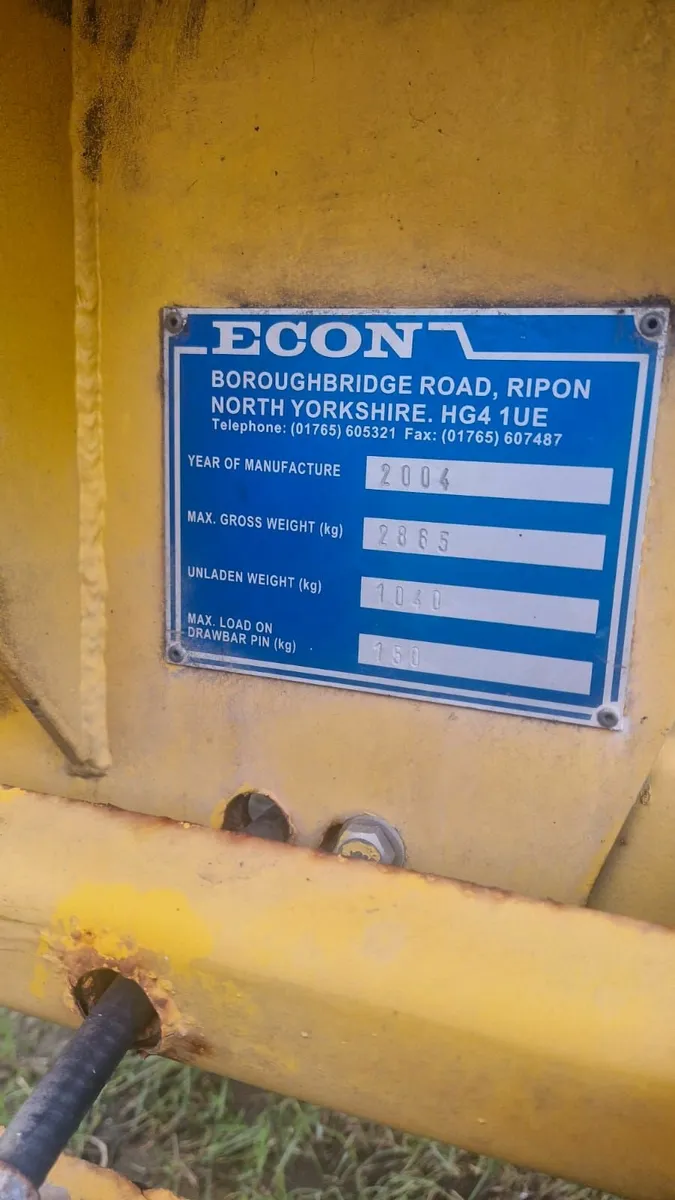 ECON
BOROUGHBRIDGE ROAD, RIPON
NORTH YORKSHIRE. HG4 1UE
Telephone: (01765) 605321 Fax: (01765) 607487
YEAR OF MANUFACTURE 2004
MAX. GROSS WEIGHT (kg) 2865
UNLADEN WEIGHT (kg) 1040
MAX. LOAD ON
DRAWBAR PIN (kg) 150